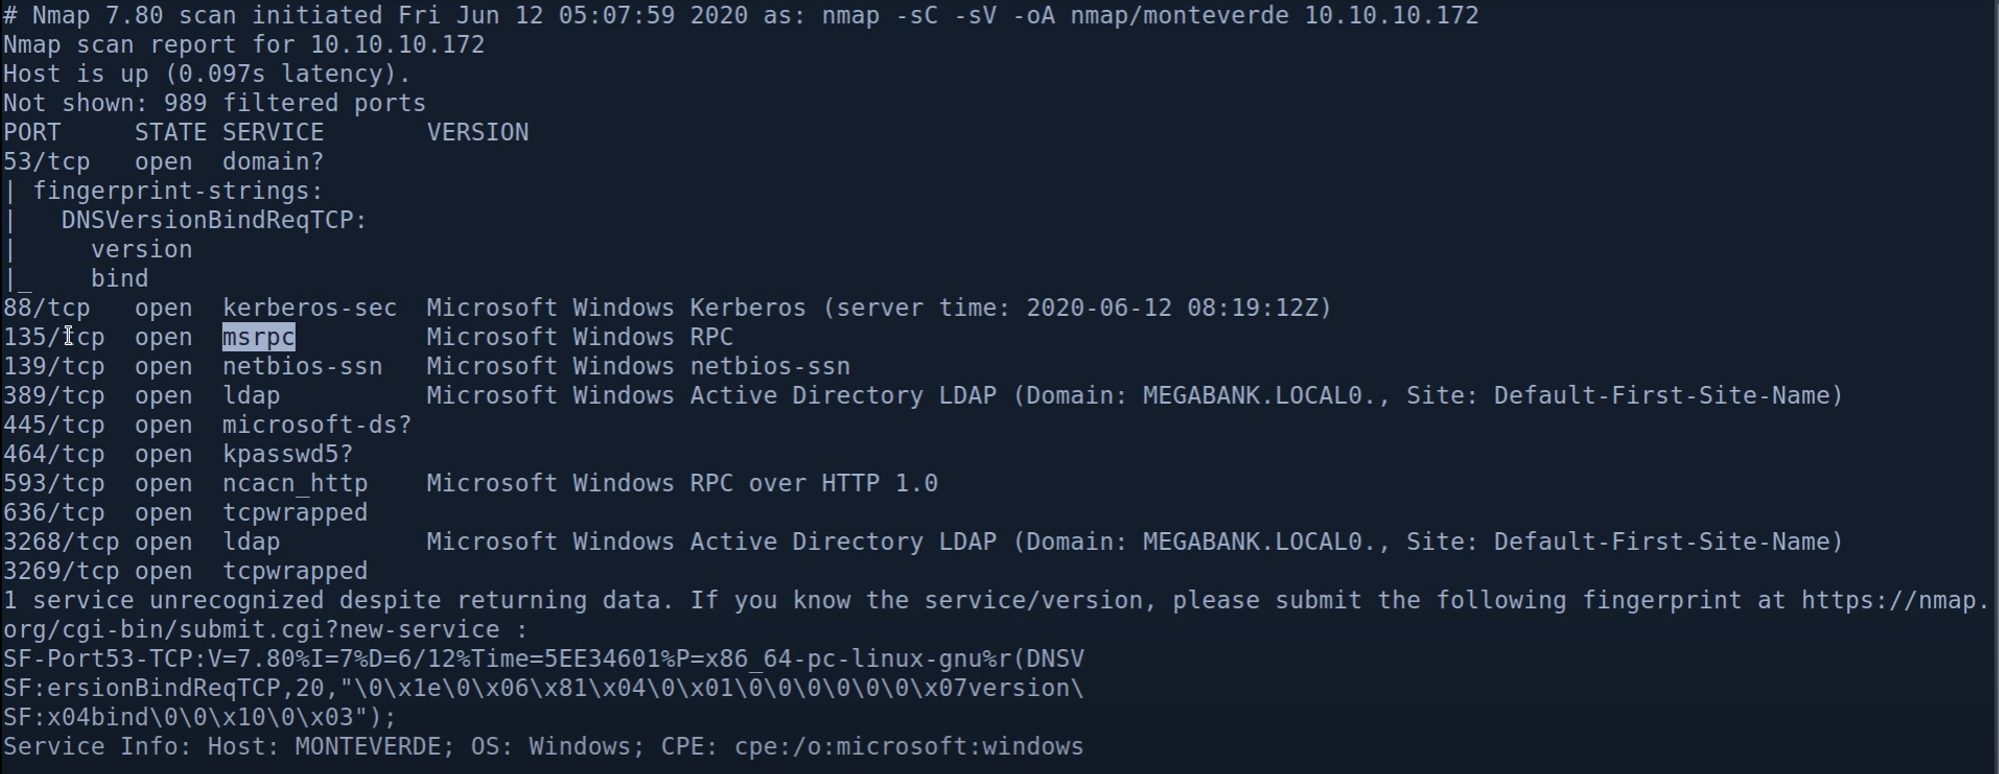 # Nmap 7.80 scan initiated Fri Jun 12 05:07:59 2020 as: nmap -sC -sV -oA nmap/monteverde 10.10.10.172
Nmap scan report for 10.10.10.172
Host is up (0.097s latency).
Not shown: 989 filtered ports
PORT     STATE SERVICE       VERSION
53/tcp   open  domain?
| fingerprint-strings:
|   DNSVersionBindReqTCP:
|     version
|_    bind
88/tcp   open  kerberos-sec  Microsoft Windows Kerberos (server time: 2020-06-12 08:19:12Z)
135/tcp  open  msrpc         Microsoft Windows RPC
139/tcp  open  netbios-ssn   Microsoft Windows netbios-ssn
389/tcp  open  ldap          Microsoft Windows Active Directory LDAP (Domain: MEGABANK.LOCAL0., Site: Default-First-Site-Name)
445/tcp  open  microsoft-ds?
464/tcp  open  kpasswd5?
593/tcp  open  ncacn_http    Microsoft Windows RPC over HTTP 1.0
636/tcp  open  tcpwrapped
3268/tcp open  ldap          Microsoft Windows Active Directory LDAP (Domain: MEGABANK.LOCAL0., Site: Default-First-Site-Name)
3269/tcp open  tcpwrapped
1 service unrecognized despite returning data. If you know the service/version, please submit the following fingerprint at https://nmap.
org/cgi-bin/submit.cgi?new-service :
SF-Port53-TCP:V=7.80%I=7%D=6/12%Time=5EE34601%P=x86_64-pc-linux-gnu%r(DNSV
SF:ersionBindReqTCP,20,"\0\x1e\0\x06\x81\x04\0\x01\0\0\0\0\0\0\x07version\
SF:x04bind\0\0\x10\0\x03");
Service Info: Host: MONTEVERDE; OS: Windows; CPE: cpe:/o:microsoft:windows